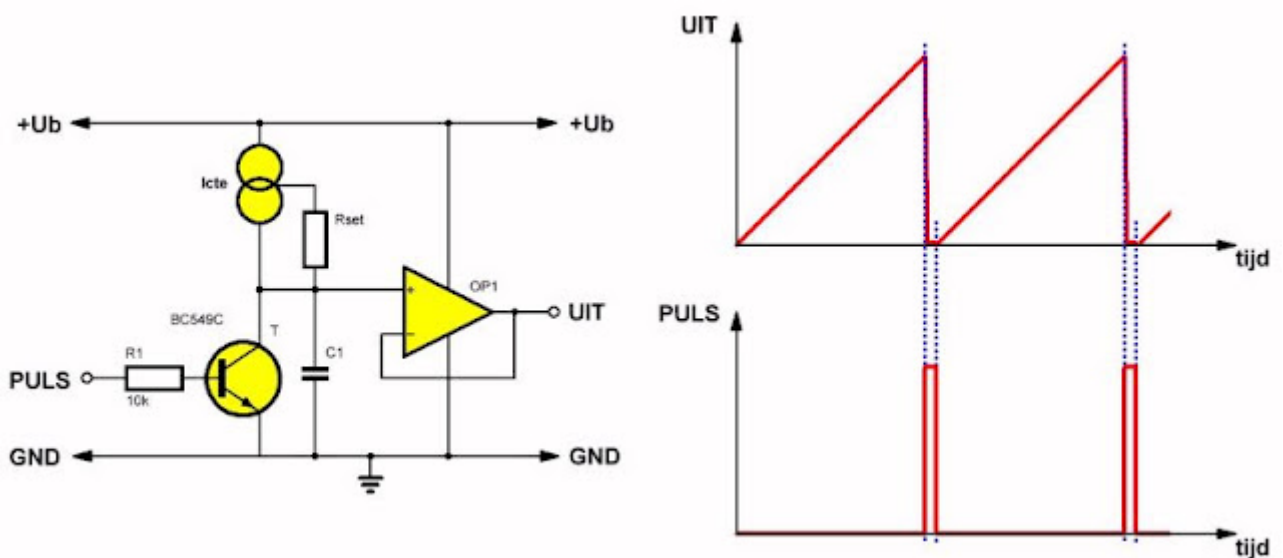 +Ub
+Ub
Icte
Rset
OP1
+
-
UIT
BC549C
T
R1
C1
PULS
10k
GND
GND
UIT
tijd
PULS
tijd